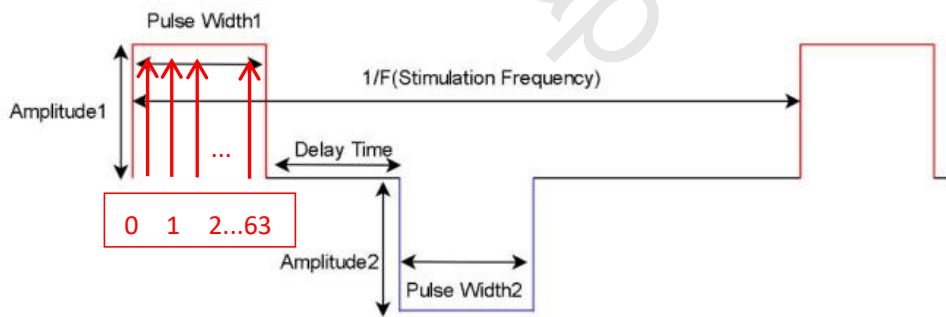 Pulse Width1
1/F(Stimulation Frequency)
Amplitude1
Delay Time
...
0 1 2...63
Amplitude2
Pulse Width2